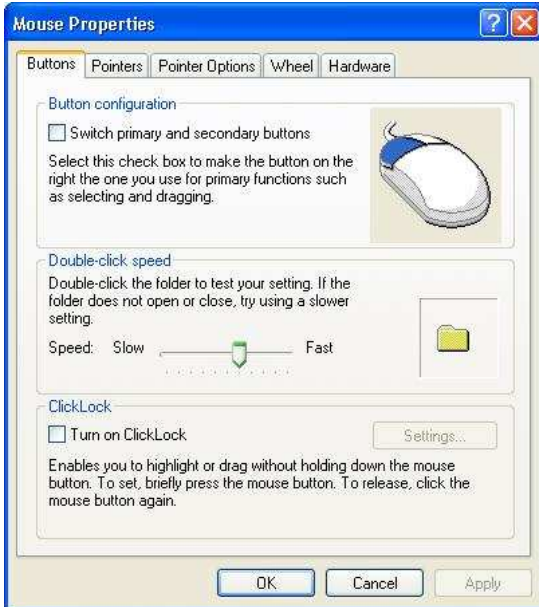 Mouse Properties
Buttons Pointers Pointer Options Wheel Hardware
Button configuration
Switch primary and secondary buttons
Select this check box to make the button on the
right the one you use for primary functions such
as selecting and dragging.
Double-click speed
Double-click the folder to test your setting. If the
folder does not open or close, try using a slower
setting.
Speed: Slow Fast
ClickLock
Turn on ClickLock Settings...
Enables you to highlight or drag without holding down the mouse
button. To set, briefly press the mouse button. To release, click the
mouse button again.
OK Cancel Apply